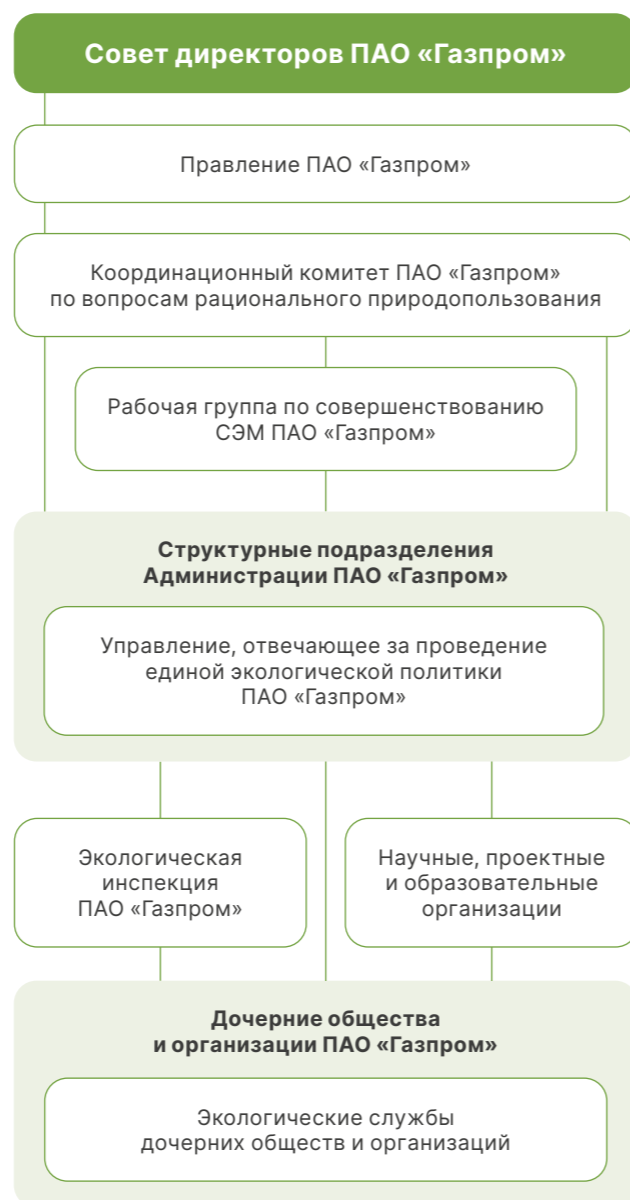 Совет директоров ПАО «Газпром»
Правление ПАО «Газпром»
Координационный комитет ПАО «Газпром»
по вопросам рационального природопользования
Рабочая группа по совершенствованию
СЭМ ПАО «Газпром»
Структурные подразделения
Администрации ПАО «Газпром»
Управление, отвечающее за проведение
единой экологической политики
ПАО «Газпром»
Экологическая
инспекция
ПАО «Газпром»
Научные, проектные
и образовательные
организации
Дочерние общества
и организации ПАО «Газпром»
Экологические службы
дочерних обществ и организаций